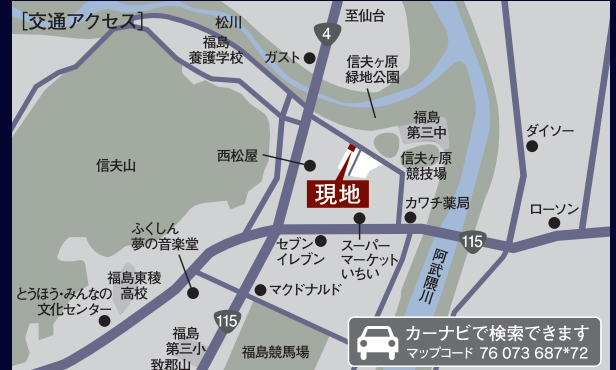 [交通アクセス]
松川
4
至仙台
福島
養護学校
ガスト
信夫ヶ原
緑地公園
福島
第三中
ダイソー
西松屋
信夫山
信夫ヶ原
競技場
現地
カワチ薬局
ローソン
ふくしん
夢の音楽堂
セブン
イレブン
スーパー
マーケット
いちい
115
阿武隈川
福島東稜
高校
とうほう・みんなの
文化センター
マクドナルド
115
福島
第三小
致郡山
福島競馬場
カーナビで検索できます
マップコード 76 073 687*72